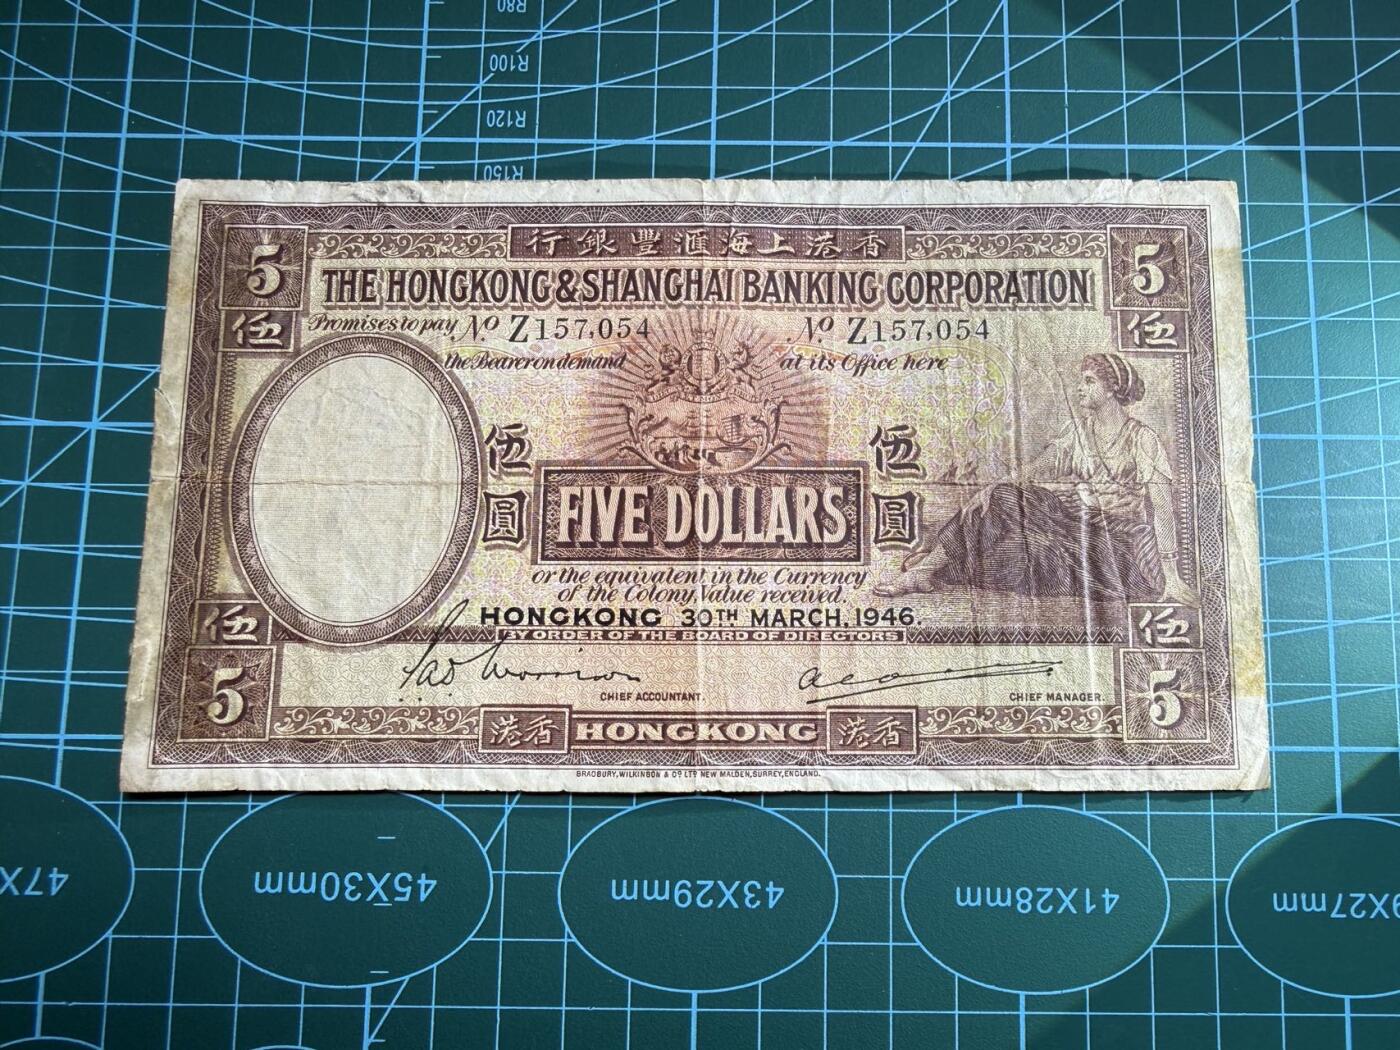 R80
R100
R120
R150
香港上海滙豐銀行
5 5
THE HONGKONG & SHANGHAI BANKING CORPORATION
伍 伍
Promises to pay Nº Z157,054 Nº Z157,054
the Bearer on demand at its Office here
伍圓 伍圓
FIVE DOLLARS
or the equivalent in the Currency
of the Colony, Value received.
HONGKONG 30TH MARCH, 1946.
伍 伍
BY ORDER OF THE BOARD OF DIRECTORS
5 5
CHIEF ACCOUNTANT. CHIEF MANAGER.
香港 HONGKONG 香港
BRADBURY, WILKINSON & Cº LTD NEW MALDEN, SURREY, ENGLAND.
47X 45X30mm 43X29mm 41X28mm 9X27mm